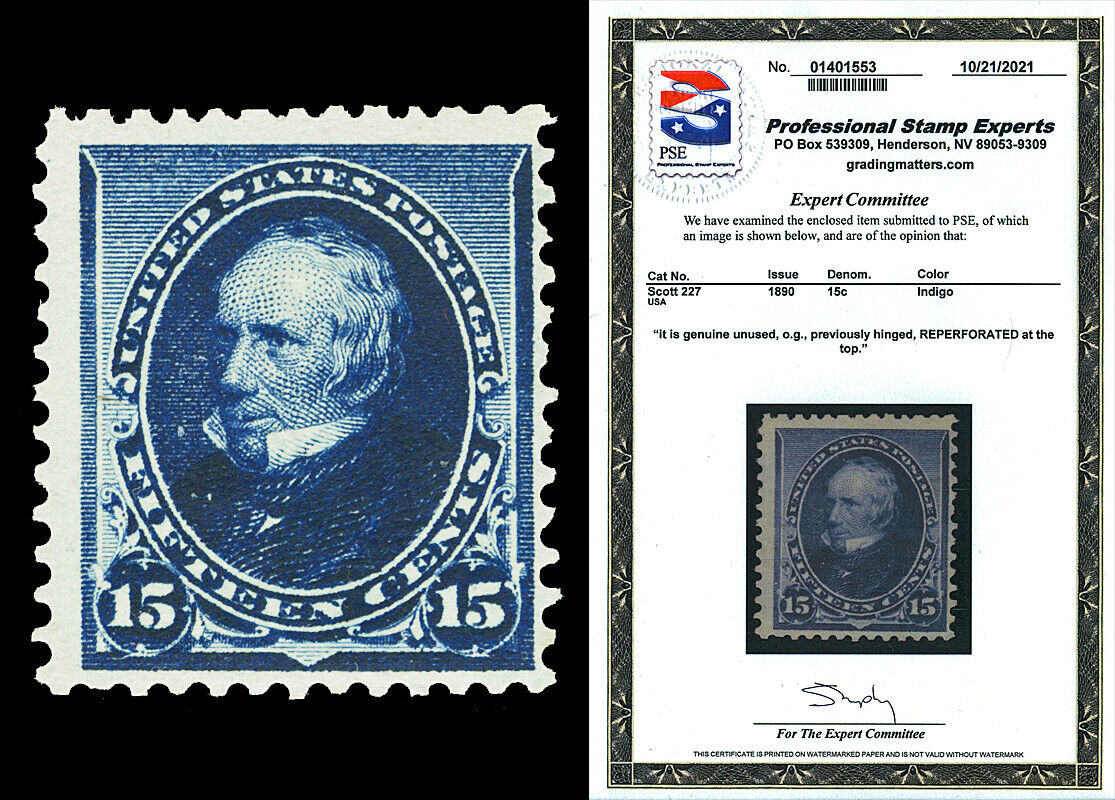 UNITED STATES POSTAGE
FIFTEEN CENTS
15 15
PSE
PROFESSIONAL STAMP EXPERTS
No. 01401553 10/21/2021
Professional Stamp Experts
PO Box 539309, Henderson, NV 89053-9309
gradingmatters.com
Expert Committee
We have examined the enclosed item submitted to PSE, of which
an image is shown below, and are of the opinion that:
Cat No. Issue Denom. Color
Scott 227 1890 15c Indigo
USA
“it is genuine unused, o.g., previously hinged, REPERFORATED at the
top.”
UNITED STATES POSTAGE
FIFTEEN CENTS
15 15
For The Expert Committee
THIS CERTIFICATE IS PRINTED ON WATERMARKED PAPER AND IS NOT VALID WITHOUT WATERMARK